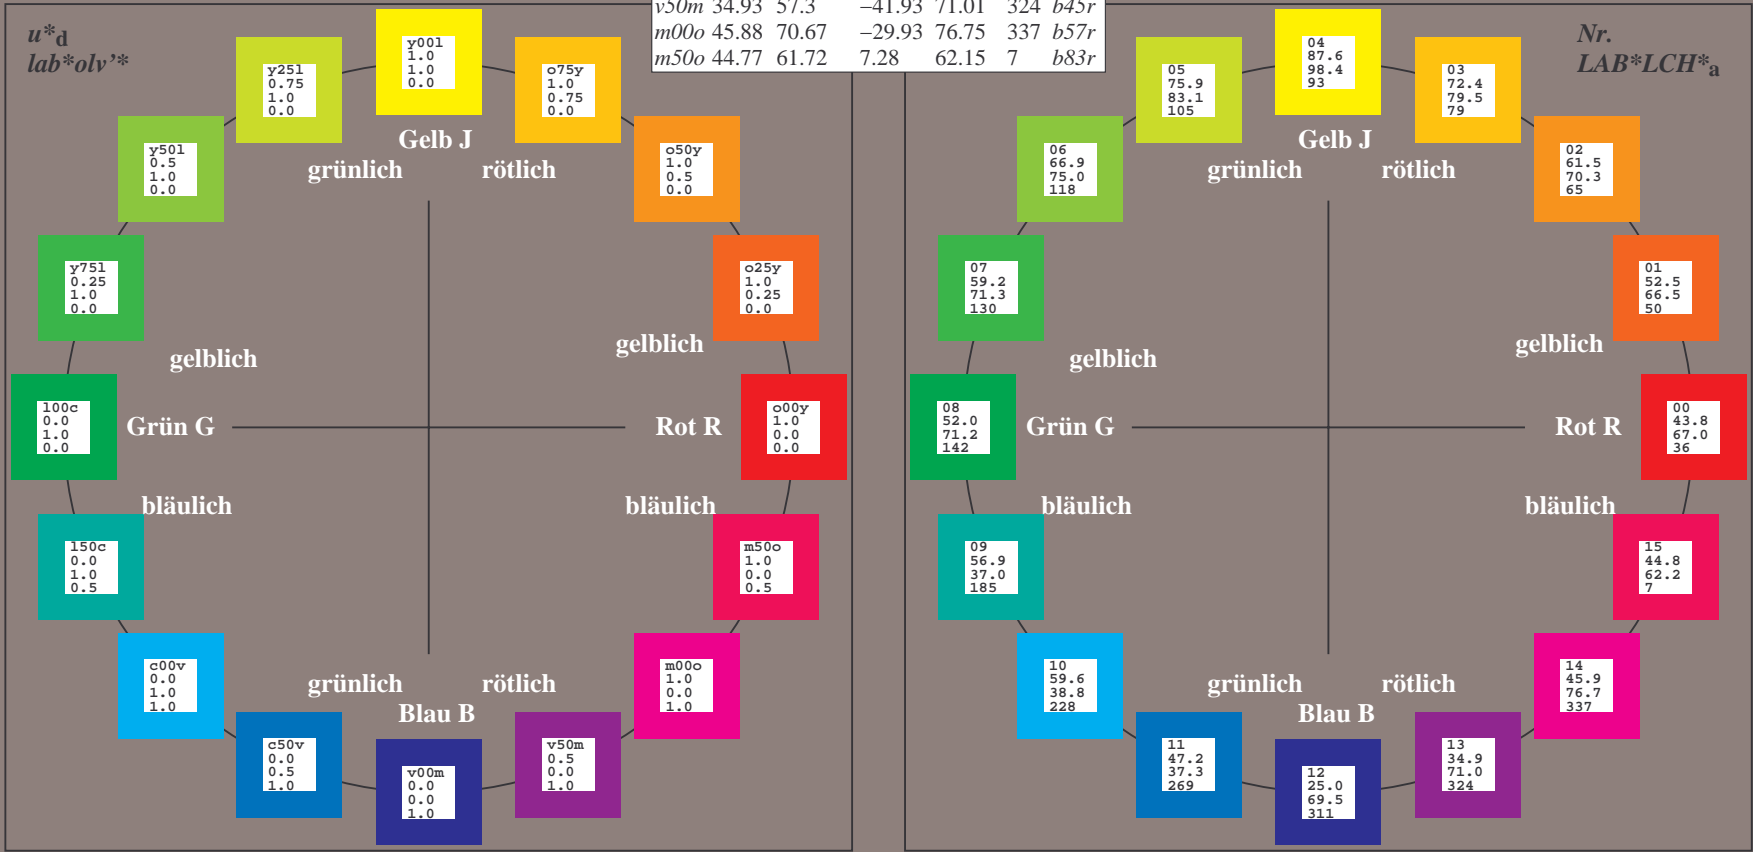 v50m 34.93 57.3 −41.93 71.01 324 b45r
m00o 45.88 70.67 −29.93 76.75 337 b57r
m50o 44.77 61.72 7.28 62.15 7 b83r
u*d
lab*olv'*
y00l
1.0
1.0
0.0
y25l
0.75
1.0
0.0
o75y
1.0
0.75
0.0
Gelb J
grünlich rötlich
y50l
0.5
1.0
0.0
o50y
1.0
0.5
0.0
y75l
0.25
1.0
0.0
o25y
1.0
0.25
0.0
gelblich
gelblich
l00c
0.0
1.0
0.0
Grün G
Rot R
o00y
1.0
0.0
0.0
bläulich
bläulich
l50c
0.0
1.0
0.5
m50o
1.0
0.0
0.5
c00v
0.0
1.0
1.0
m00o
1.0
0.0
1.0
grünlich rötlich
Blau B
c50v
0.0
0.5
1.0
v50m
0.5
0.0
1.0
v00m
0.0
0.0
1.0
Nr.
LAB*LCH*a
04
87.6
98.4
93
05
75.9
83.1
105
03
72.4
79.5
79
Gelb J
grünlich rötlich
06
66.9
75.0
118
02
61.5
70.3
65
07
59.2
71.3
130
01
52.5
66.5
50
gelblich
gelblich
08
52.0
71.2
142
Grün G
Rot R
00
43.8
67.0
36
bläulich
bläulich
09
56.9
37.0
185
15
44.8
62.2
7
10
59.6
38.8
228
14
45.9
76.7
337
grünlich rötlich
Blau B
11
47.2
37.3
269
13
34.9
71.0
324
12
25.0
69.5
311